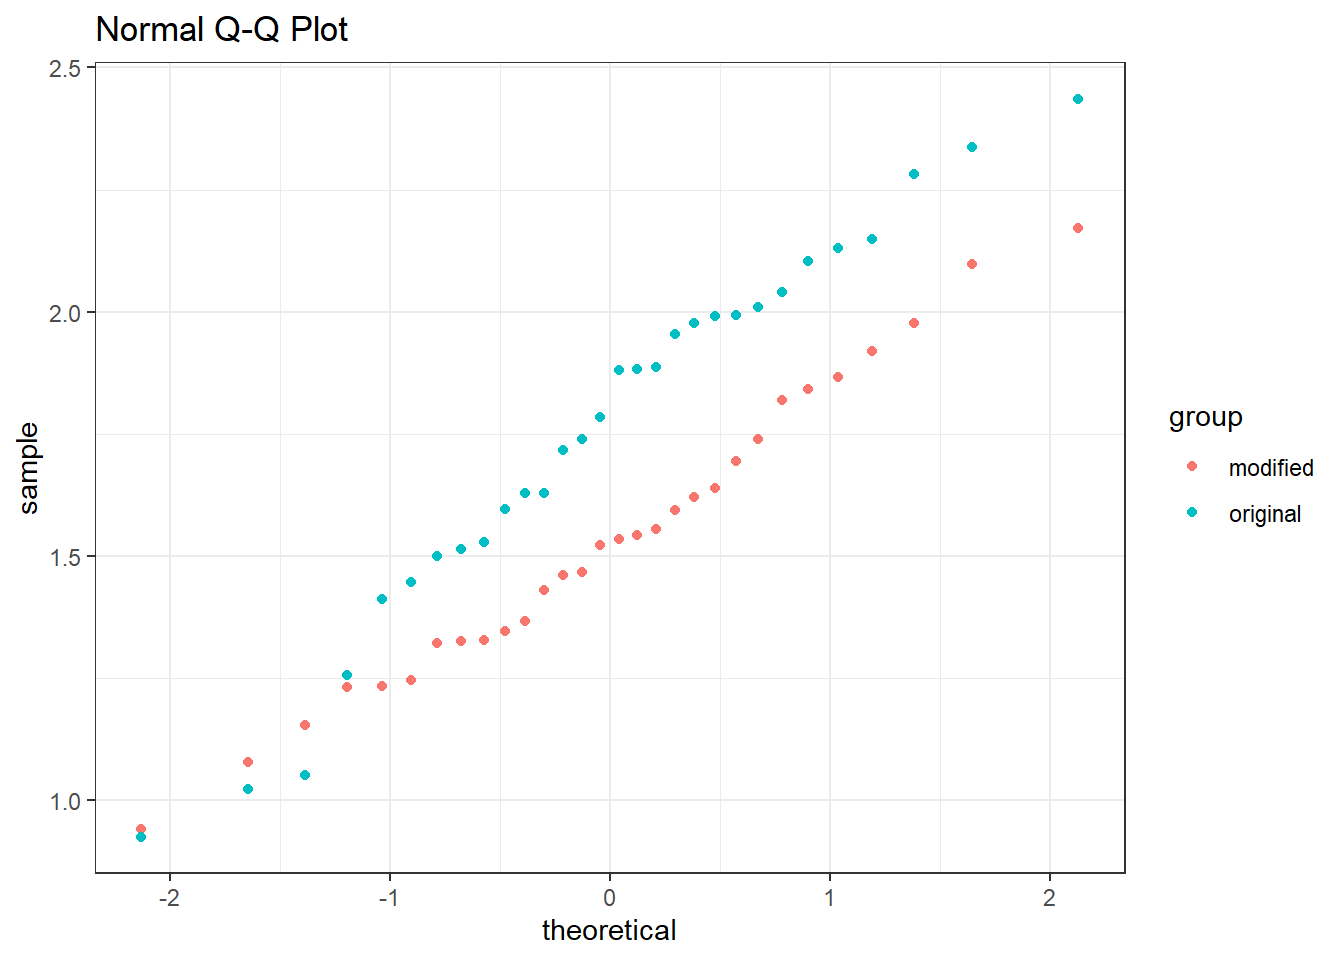 Normal Q-Q Plot
2.5
2.0
1.5
1.0
sample
-2
-1
0
1
2
theoretical
group
modified
original